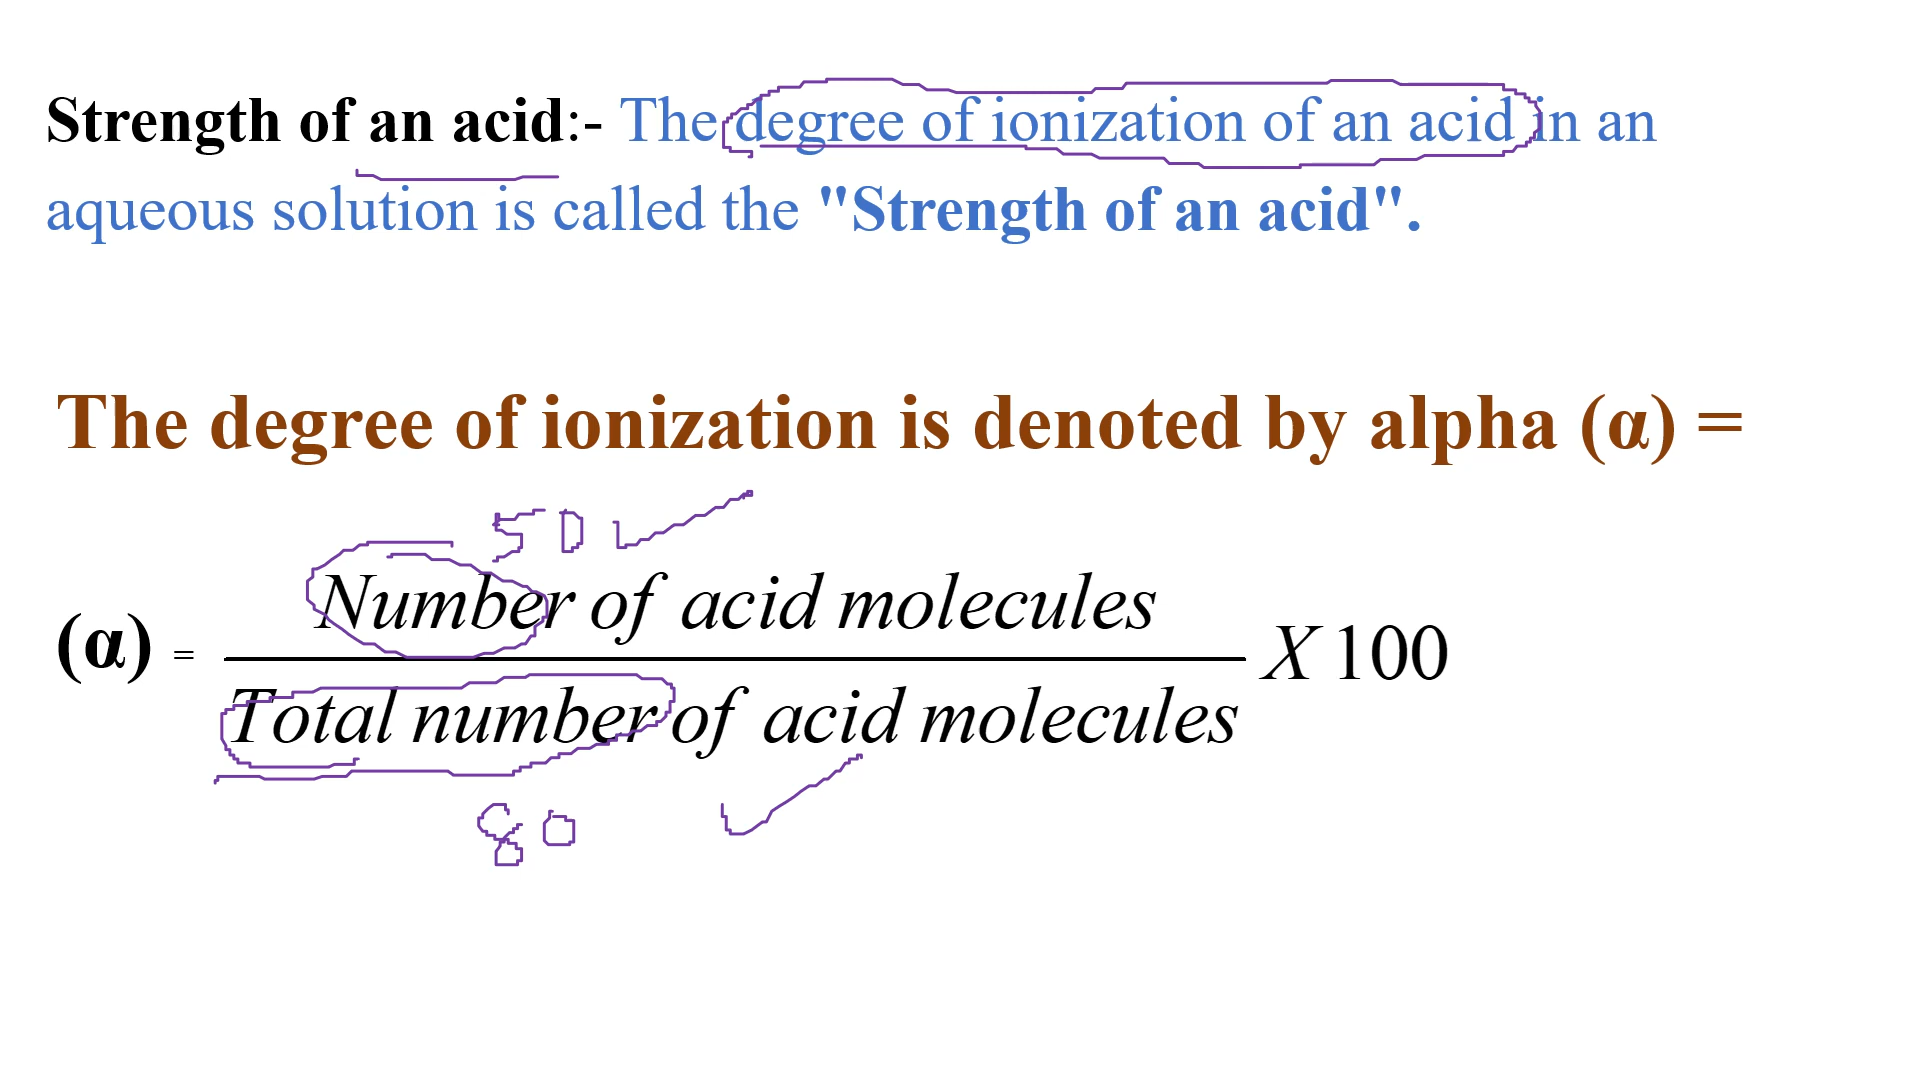 Strength of an acid:- The degree of ionization of an acid in an
aqueous solution is called the "Strength of an acid".
The degree of ionization is denoted by alpha (α) =
50
Number of acid molecules
(α) = X 100
Total number of acid molecules
80